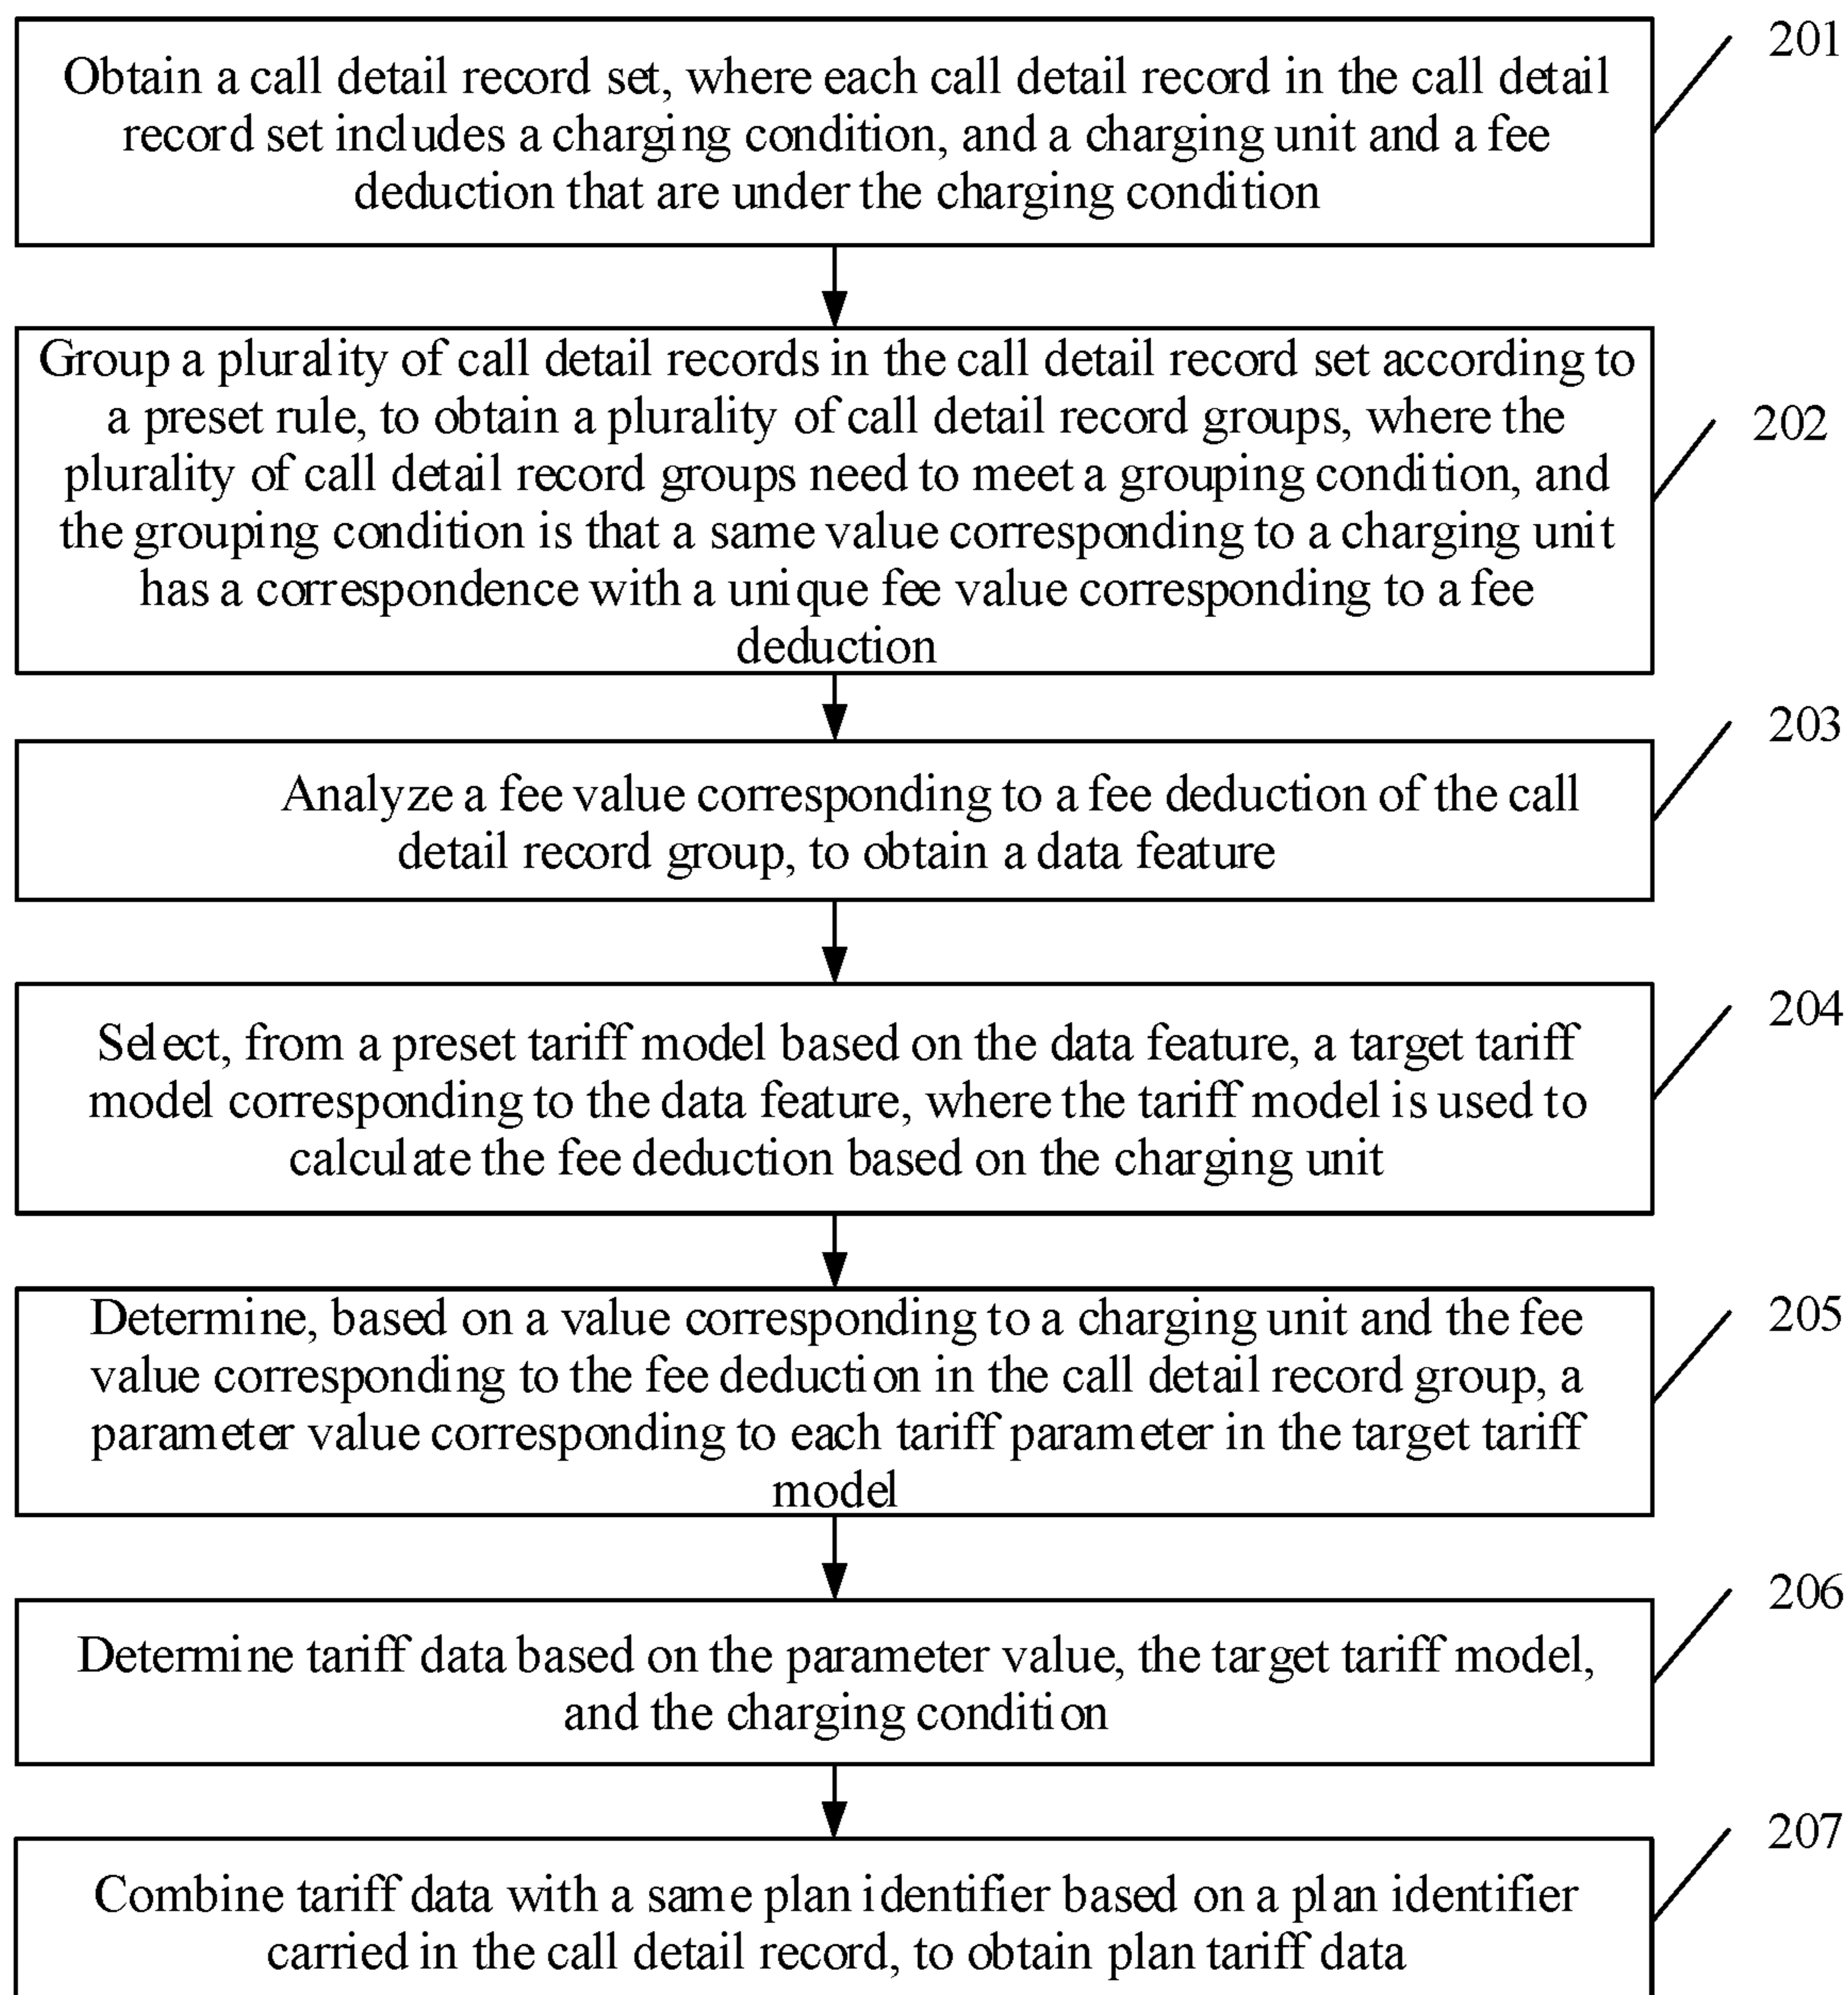 201
Obtain a call detail record set, where each call detail record in the call detail
record set includes a charging condition, and a charging unit and a fee
deduction that are under the charging condition
Group a plurality of call detail records in the call detail record set according to
a preset rule, to obtain a plurality of call detail record groups, where the
plurality of call detail record groups need to meet a grouping condition, and
the grouping condition is that a same value corresponding to a charging unit
has a correspondence with a unique fee value corresponding to a fee
deduction
202
203
Analyze a fee value corresponding to a fee deduction of the call
detail record group, to obtain a data feature
204
Select, from a preset tariff model based on the data feature, a target tariff
model corresponding to the data feature, where the tariff model is used to
calculate the fee deduction based on the charging unit
205
Determine, based on a value corresponding to a charging unit and the fee
value corresponding to the fee deduction in the call detail record group, a
parameter value corresponding to each tariff parameter in the target tariff
model
206
Determine tariff data based on the parameter value, the target tariff model,
and the charging condition
207
Combine tariff data with a same plan identifier based on a plan identifier
carried in the call detail record, to obtain plan tariff data